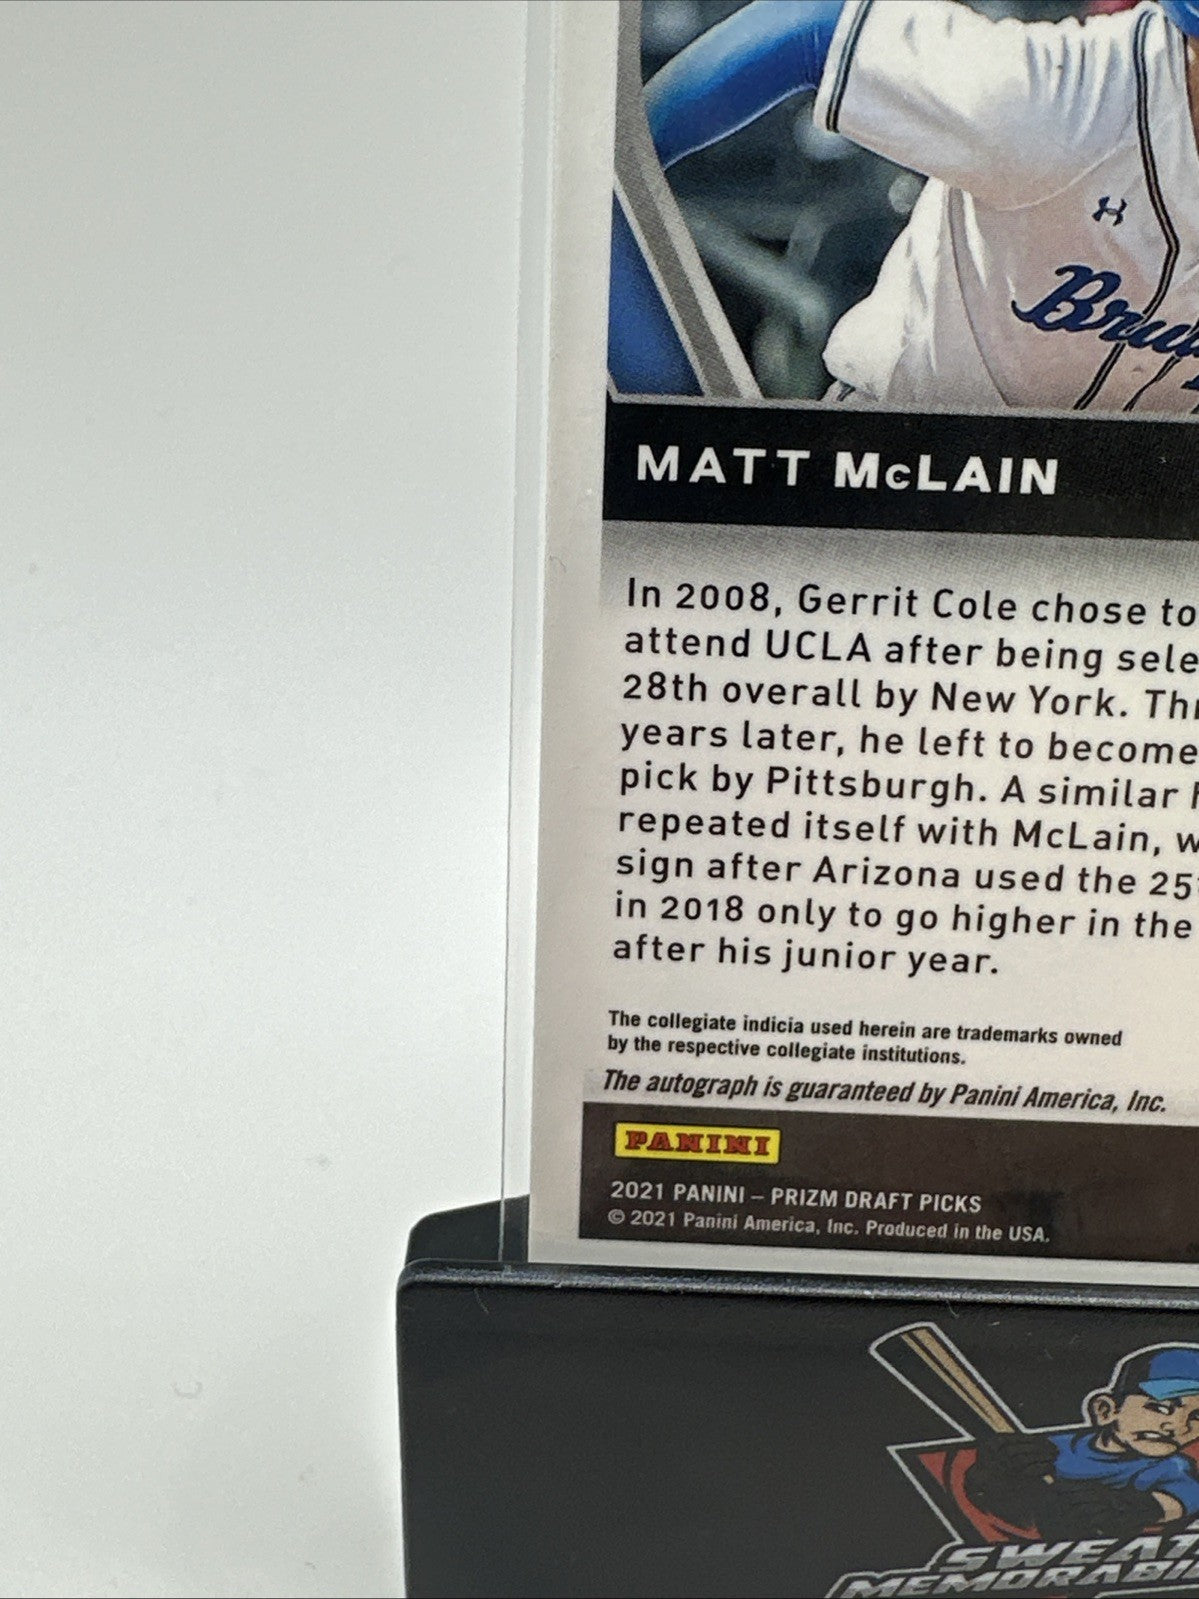 Bru
MATT McLAIN
In 2008, Gerrit Cole chose to
attend UCLA after being sele
28th overall by New York. Thr
years later, he left to become
pick by Pittsburgh. A similar
repeated itself with McLain, w
sign after Arizona used the 25
in 2018 only to go higher in the
after his junior year.
The collegiate indicia used herein are trademarks owned
by the respective collegiate institutions.
The autograph is guaranteed by Panini America, Inc.
PANINI
2021 PANINI – PRIZM DRAFT PICKS
© 2021 Panini America, Inc. Produced in the USA.
SWEAT
MEMORABI